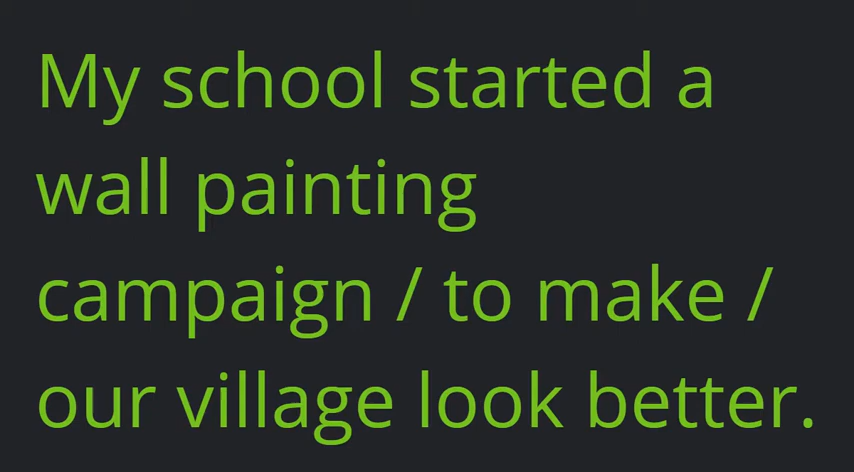 My school started a
wall painting
campaign / to make /
our village look better.